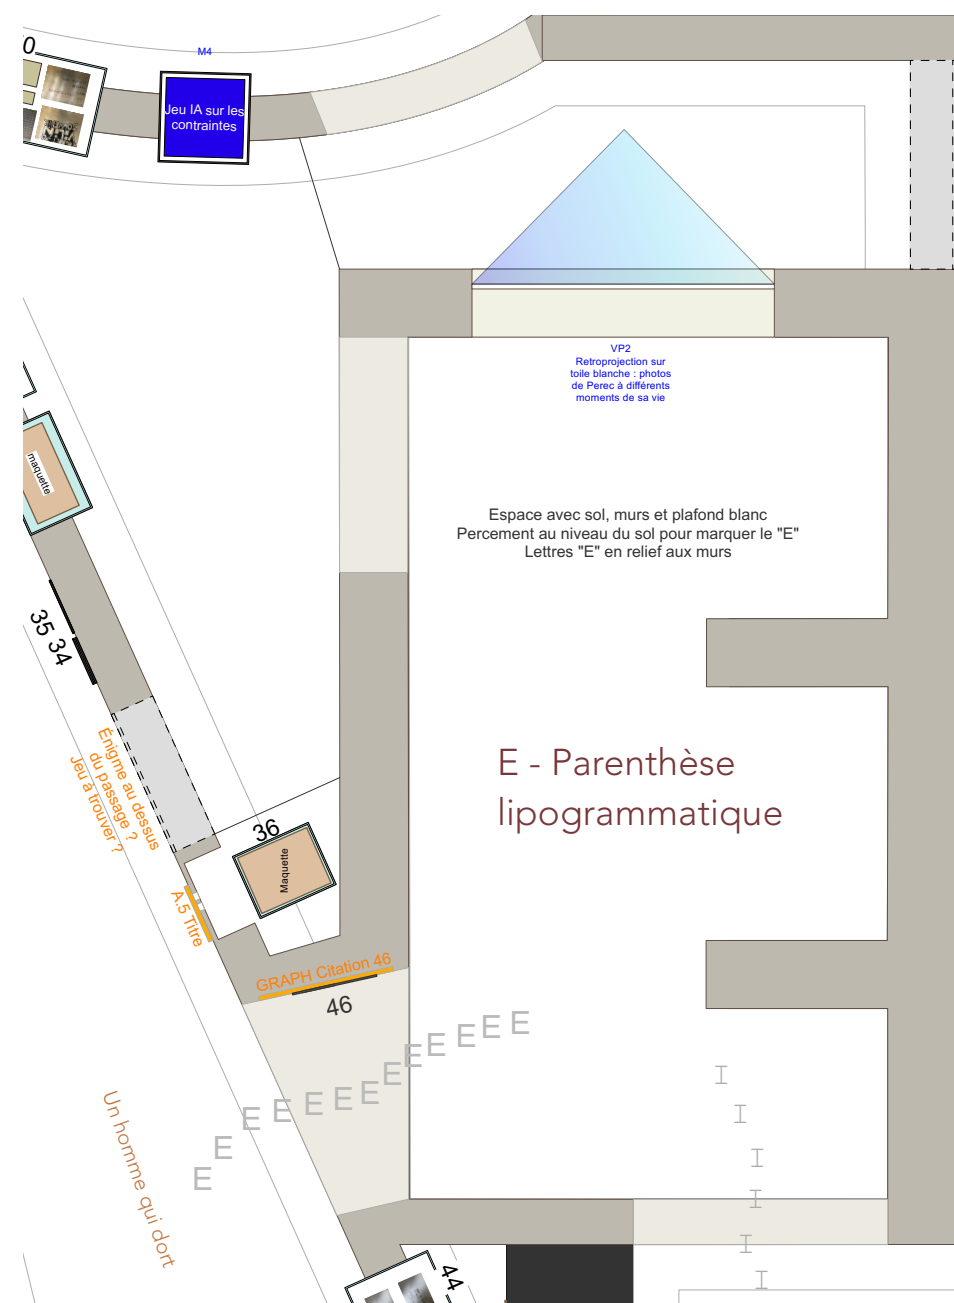 0
M4
Jeu IA sur les
contraintes
VP2
Retroprojection sur
toile blanche : photos
de Perec à différents
moments de sa vie
maquette
Espace avec sol, murs et plafond blanc
Percement au niveau du sol pour marquer le "E"
Lettres "E" en relief aux murs
35 34
Énigme au dessus
du passage ?
Jeu à trouver ?
E - Parenthèse
lipogrammatique
36
Maquette
A.5 Titre
GRAPH Citation 46
46
E E E E E E E E E E E E
I
I
I
I
I
I
Un homme qui dort
44